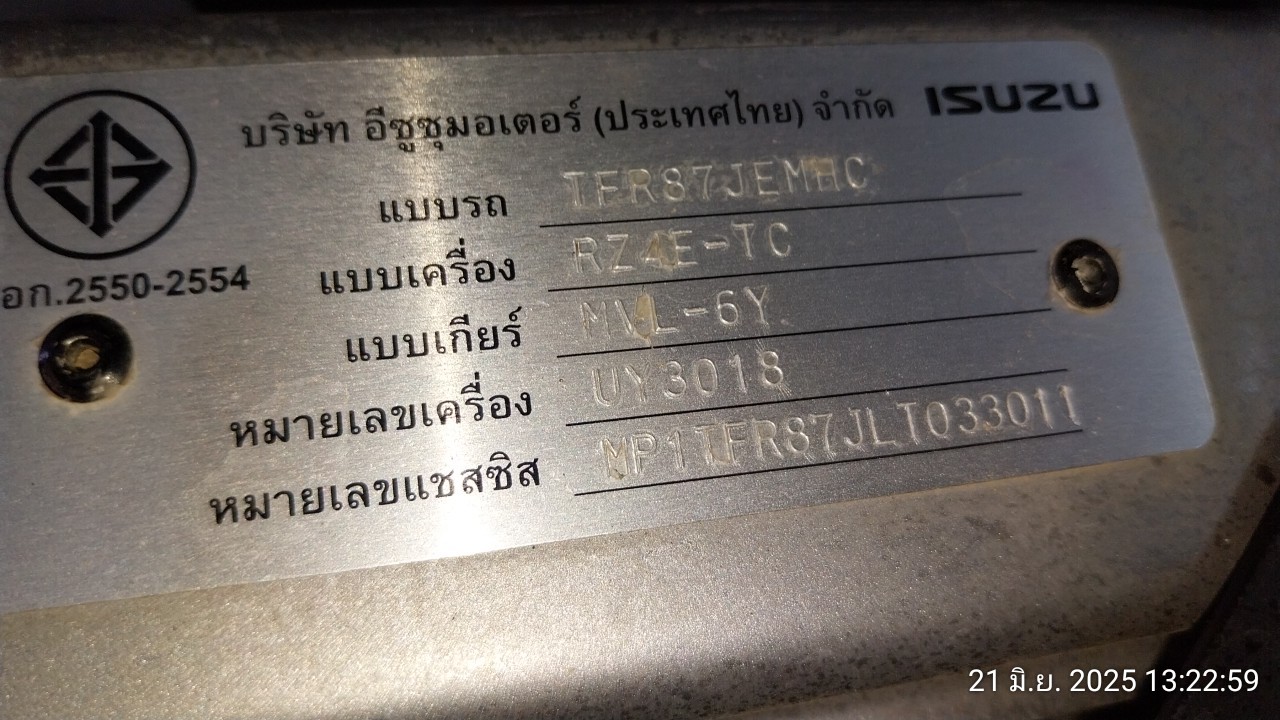 บริษัท อีซูซุมอเตอร์ (ประเทศไทย) จำกัด ISUZU
แบบรถ TFR87JEMHC
แบบเครื่อง RZ4E-TC
อก.2550-2554
แบบเกียร์ MVL-6Y
หมายเลขเครื่อง UY3018
หมายเลขแชสซิส MP1TFR87JLT033011
21 มิ.ย. 2025 13:22:59